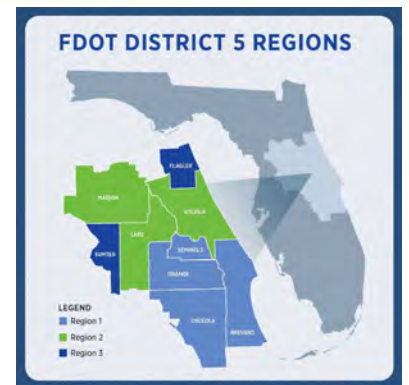 FDOT DISTRICT 5 REGIONS
FLAGLER
MARION
VOLUSIA
LAKE
SUMTER
SEMINOLE
ORANGE
OSCEOLA
BREVARD
LEGEND
Region 1
Region 2
Region 3